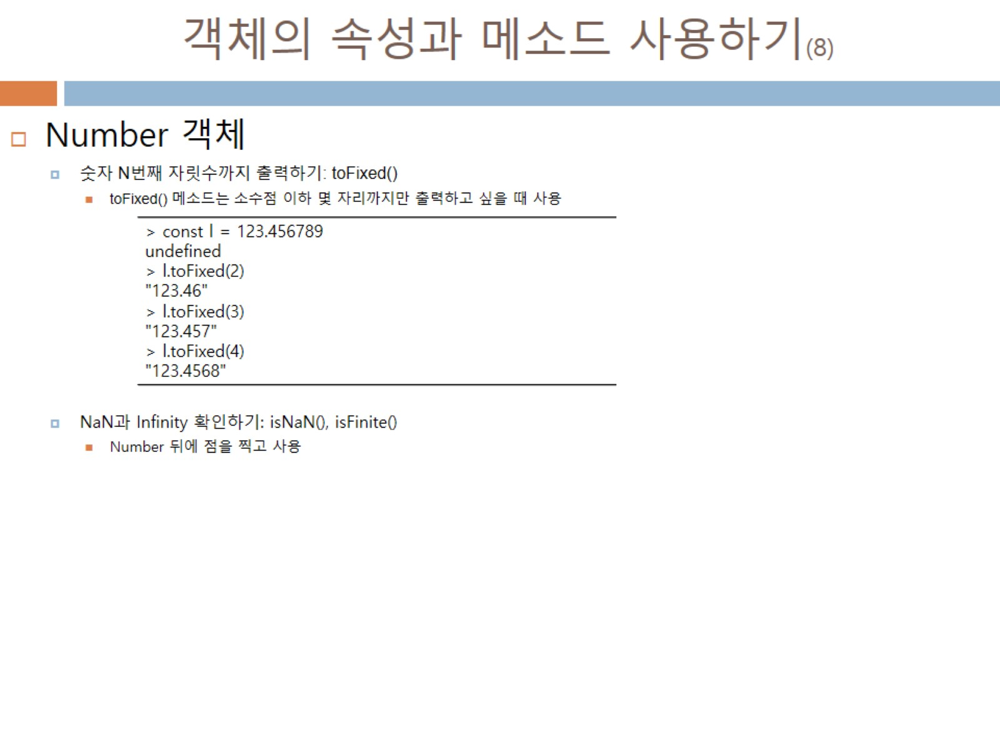 객체의 속성과 메소드 사용하기(8)
Number 객체
숫자 N번째 자릿수까지 출력하기: toFixed()
toFixed() 메소드는 소수점 이하 몇 자리까지만 출력하고 싶을 때 사용
> const l = 123.456789
undefined
> l.toFixed(2)
"123.46"
> l.toFixed(3)
"123.457"
> l.toFixed(4)
"123.4568"
NaN과 Infinity 확인하기: isNaN(), isFinite()
Number 뒤에 점을 찍고 사용